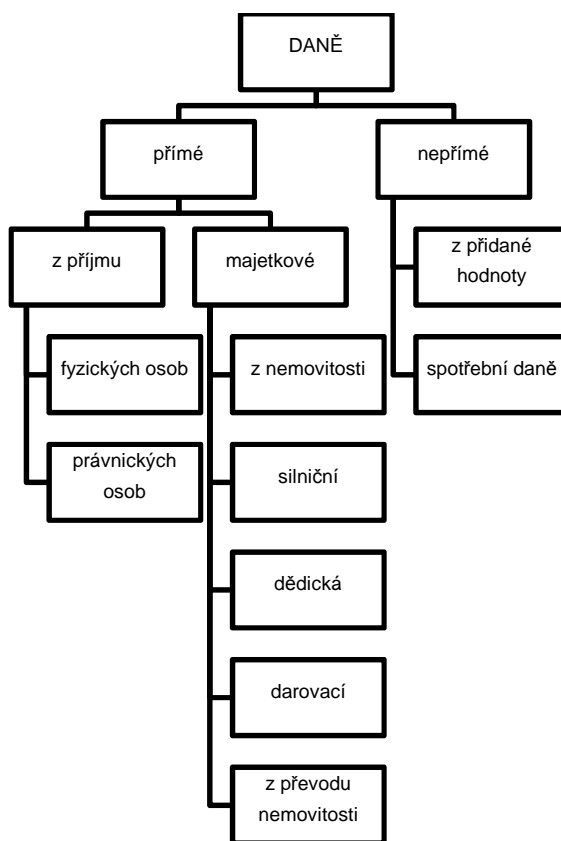 DANĚ
přímé
nepřímé
z příjmu
majetkové
z přidané
hodnoty
fyzických osob
z nemovitosti
spotřební daně
právnických
osob
silniční
dědická
darovací
z převodu
nemovitosti